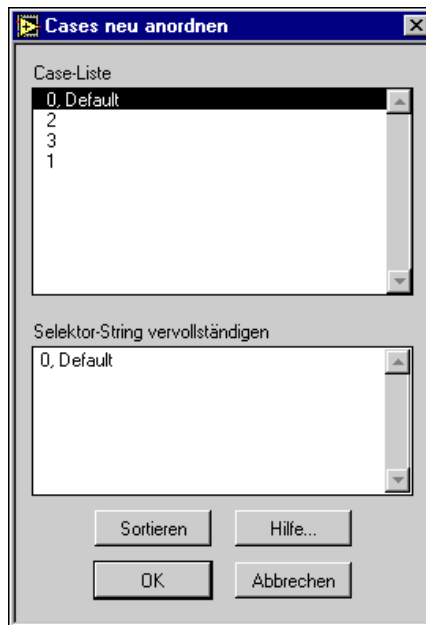 Cases neu anordnen
Case-Liste
0, Default
2
3
1
Selektor-String vervollständigen
0, Default
Sortieren
Hilfe...
OK
Abbrechen